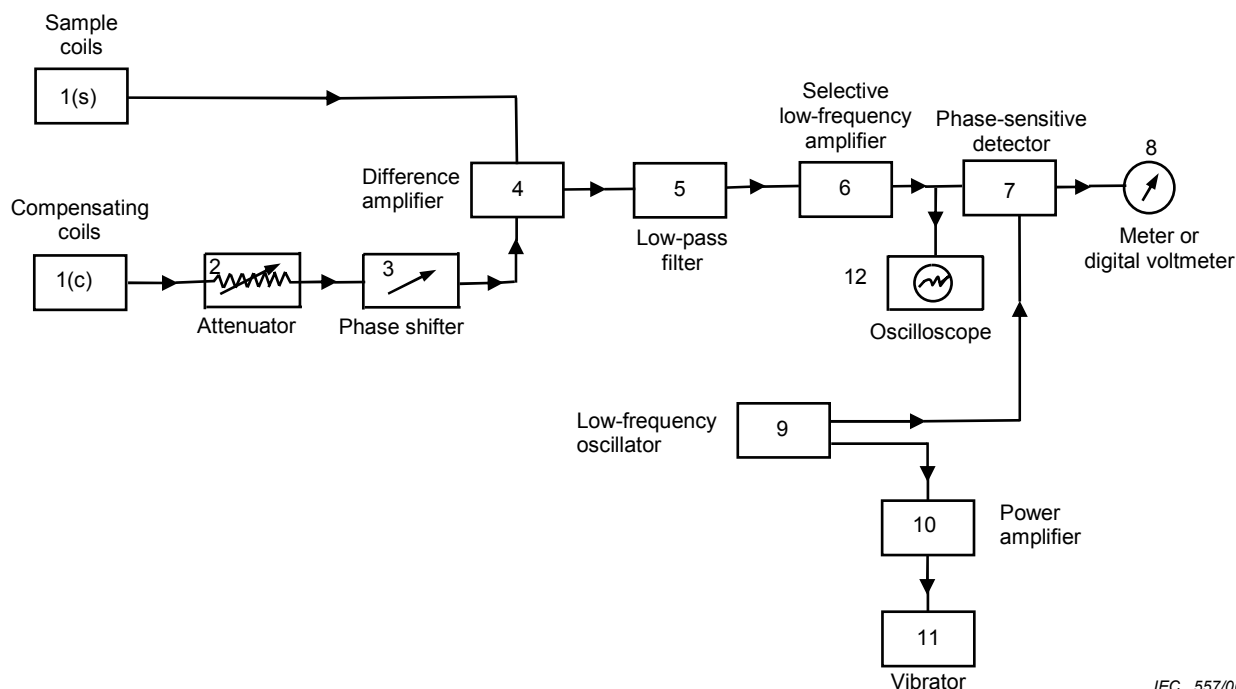 Sample
coils
1(s)
Compensating
coils
1(c)
2
Attenuator
3
Phase shifter
Difference
amplifier
4
5
Low-pass
filter
Selective
low-frequency
amplifier
6
Phase-sensitive
detector
7
8
Meter or
digital voltmeter
12
Oscilloscope
Low-frequency
oscillator
9
10
Power
amplifier
11
Vibrator